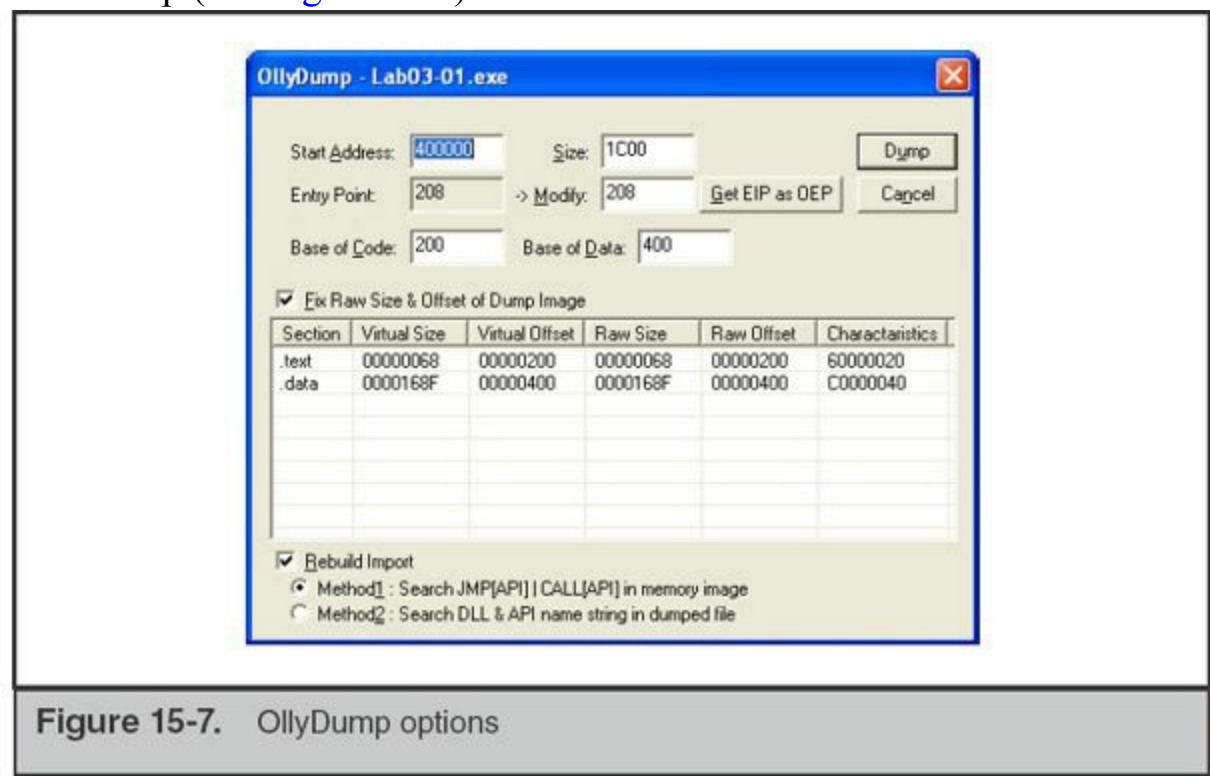 OllyDump - Lab03-01.exe
Start Address: 400000 Size: 1C00 Dump
Entry Point: 208 -> Modify: 208 Get EIP as OEP Cancel
Base of Code: 200 Base of Data: 400
Fix Raw Size & Offset of Dump Image
Section Virtual Size Virtual Offset Raw Size Raw Offset Charactaristics
.text 00000068 00000200 00000068 00000200 60000020
.data 0000168F 00000400 0000168F 00000400 C0000040
Rebuild Import
Method1 : Search JMP[API] | CALL[API] in memory image
Method2 : Search DLL & API name string in dumped file
Figure 15-7. OllyDump options